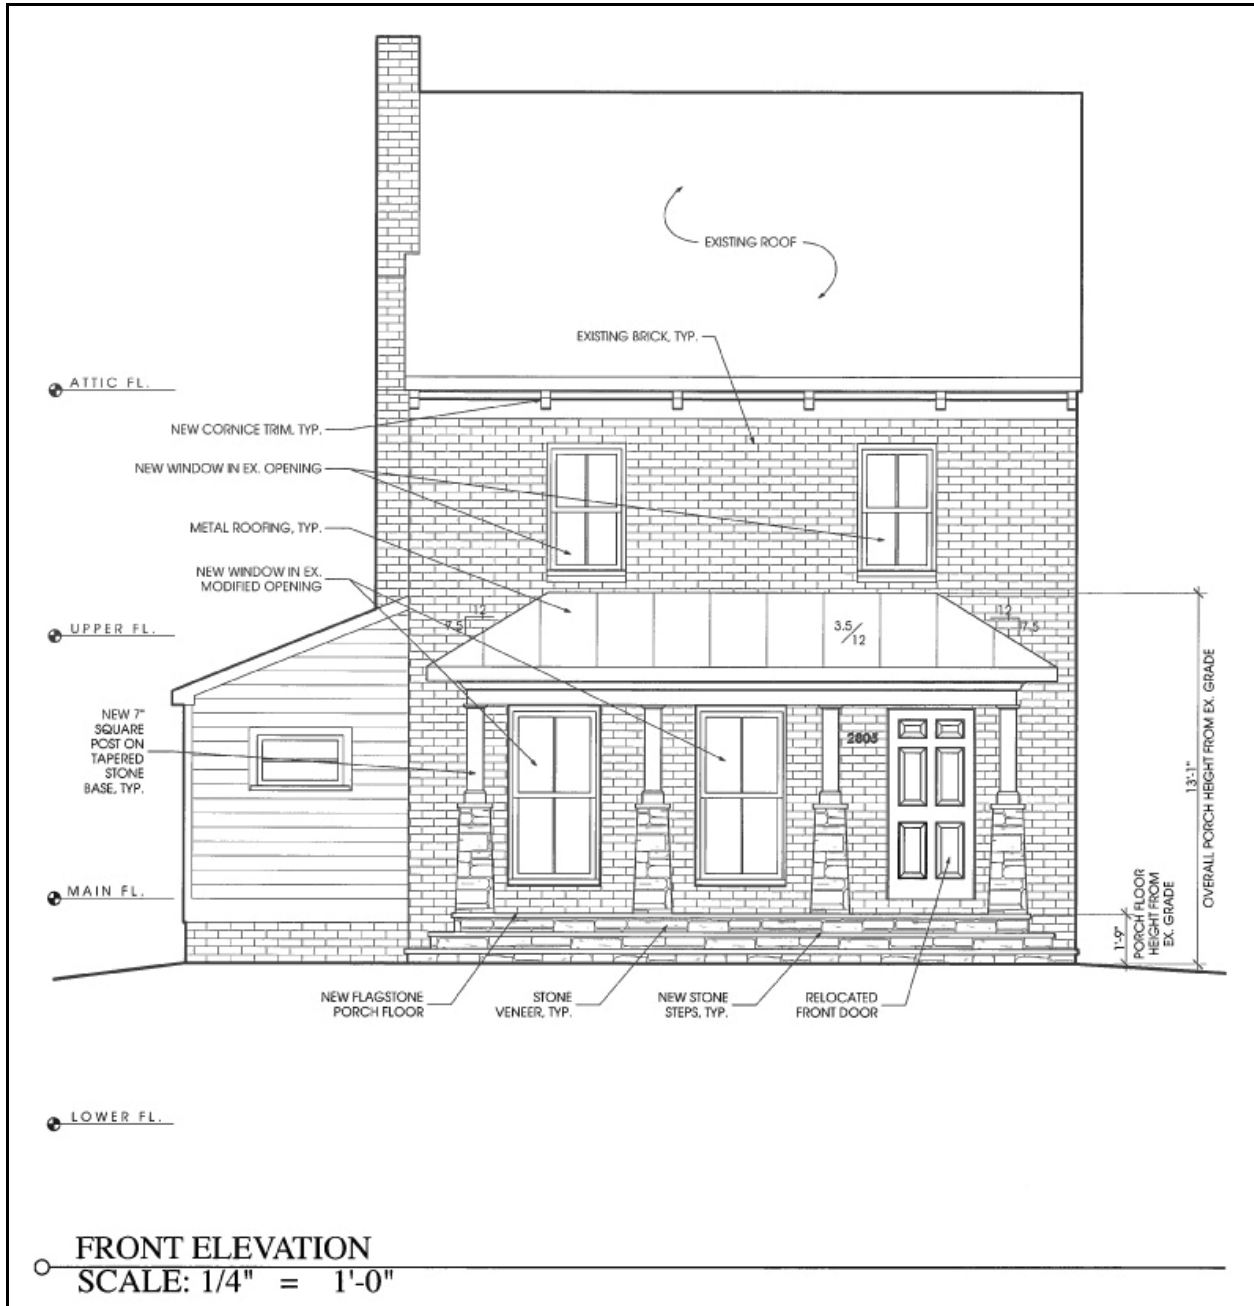 EXISTING ROOF
EXISTING BRICK, TYP.
ATTIC FL.
NEW CORNICE TRIM, TYP.
NEW WINDOW IN EX. OPENING
METAL ROOFING, TYP.
NEW WINDOW IN EX.
MODIFIED OPENING
UPPER FL.
12
7.5
3.5/12
12
7.5
NEW 7"
SQUARE
POST ON
TAPERED
STONE
BASE, TYP.
2805
13'-1"
OVERALL PORCH HEIGHT FROM EX. GRADE
MAIN FL.
1'-9"
PORCH FLOOR
HEIGHT FROM
EX. GRADE
NEW FLAGSTONE
PORCH FLOOR
STONE
VENEER, TYP.
NEW STONE
STEPS, TYP.
RELOCATED
FRONT DOOR
LOWER FL.
FRONT ELEVATION
SCALE: 1/4" = 1'-0"